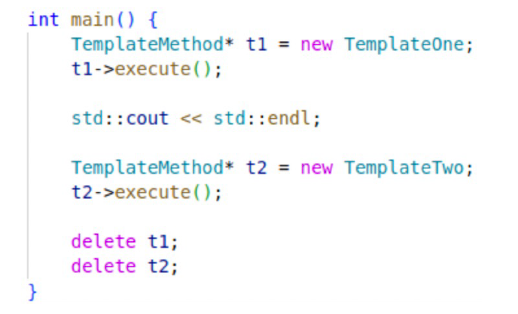 int main() {
    TemplateMethod* t1 = new TemplateOne;
    t1->execute();

    std::cout << std::endl;

    TemplateMethod* t2 = new TemplateTwo;
    t2->execute();

    delete t1;
    delete t2;
}